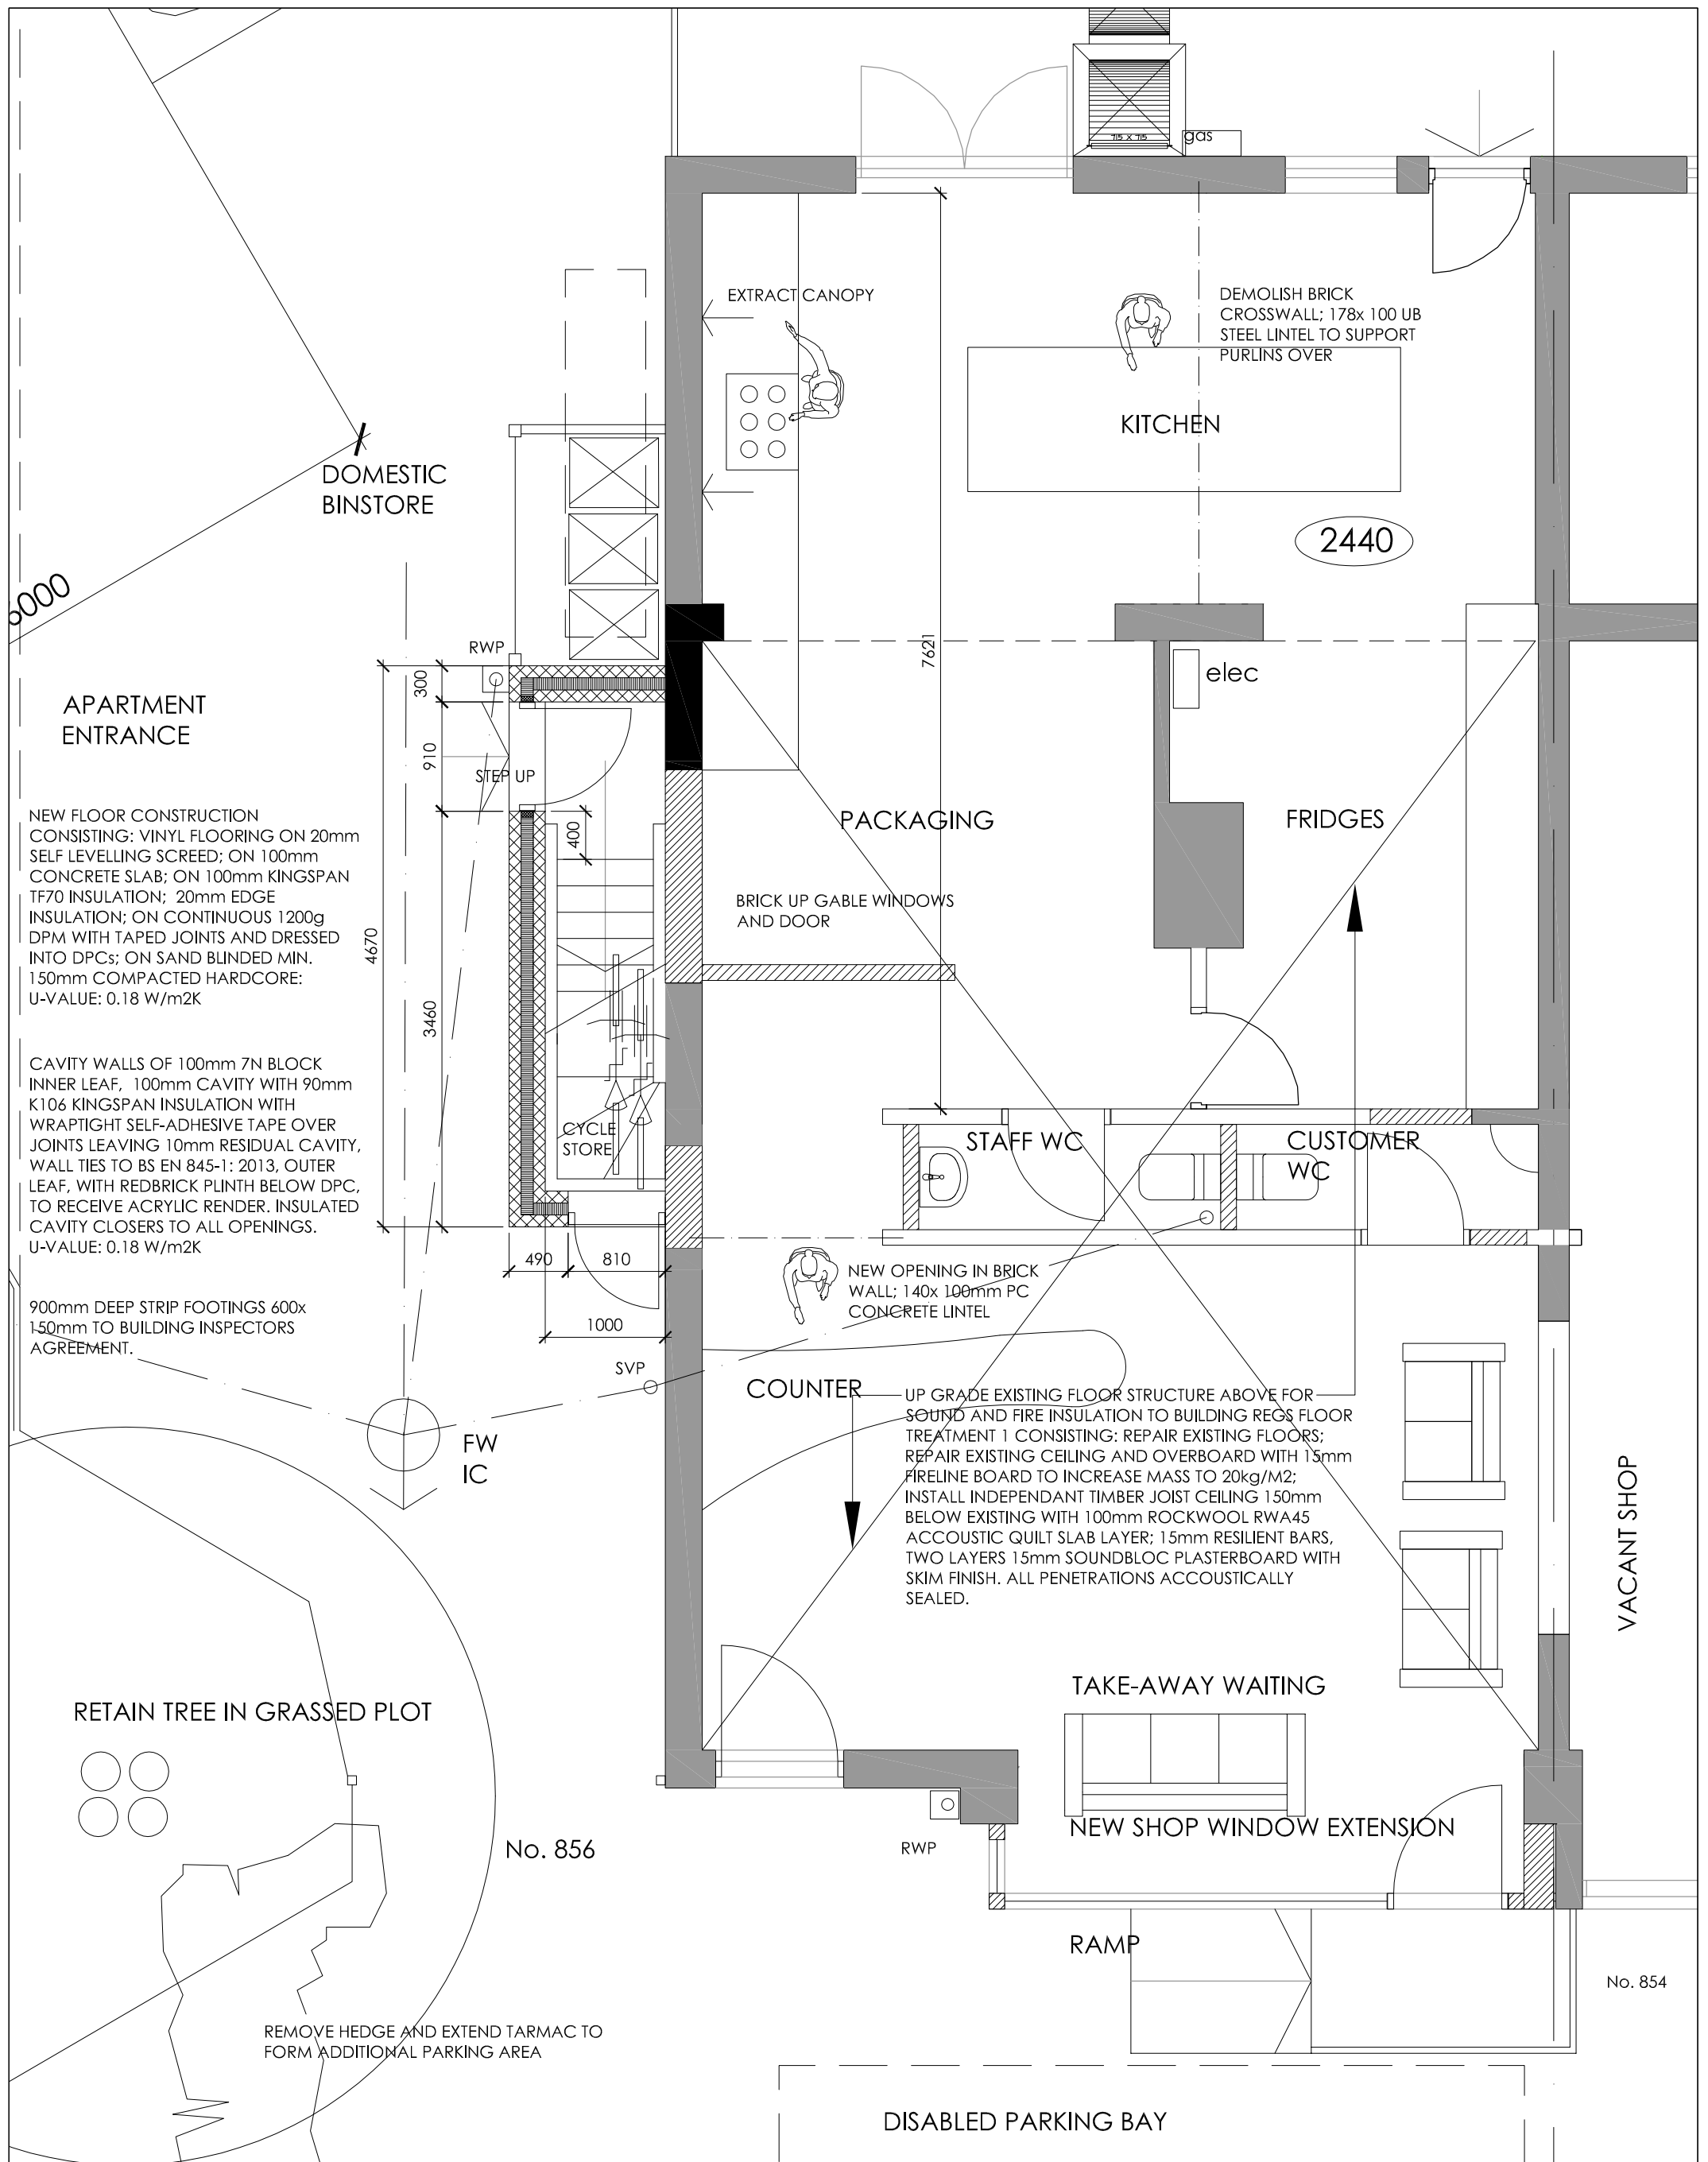 715 x 715
gas
EXTRACT CANOPY
DEMOLISH BRICK
CROSSWALL; 178x 100 UB
STEEL LINTEL TO SUPPORT
PURLINS OVER
KITCHEN
2440
DOMESTIC
BINSTORE
RWP
7621
elec
300
910
STEP UP
APARTMENT
ENTRANCE
NEW FLOOR CONSTRUCTION
CONSISTING: VINYL FLOORING ON 20mm
SELF LEVELLING SCREED; ON 100mm
CONCRETE SLAB; ON 100mm KINGSPAN
TF70 INSULATION; 20mm EDGE
INSULATION; ON CONTINUOUS 1200g
DPM WITH TAPED JOINTS AND DRESSED
INTO DPCs; ON SAND BLINDED MIN.
150mm COMPACTED HARDCORE:
U-VALUE: 0.18 W/m2K
4670
3460
400
PACKAGING
FRIDGES
BRICK UP GABLE WINDOWS
AND DOOR
CAVITY WALLS OF 100mm 7N BLOCK
INNER LEAF, 100mm CAVITY WITH 90mm
K106 KINGSPAN INSULATION WITH
WRAPTIGHT SELF-ADHESIVE TAPE OVER
JOINTS LEAVING 10mm RESIDUAL CAVITY,
WALL TIES TO BS EN 845-1: 2013, OUTER
LEAF, WITH REDBRICK PLINTH BELOW DPC,
TO RECEIVE ACRYLIC RENDER. INSULATED
CAVITY CLOSERS TO ALL OPENINGS.
U-VALUE: 0.18 W/m2K
CYCLE
STORE
STAFF WC
CUSTOMER
WC
490
810
1000
NEW OPENING IN BRICK
WALL; 140x 100mm PC
CONCRETE LINTEL
900mm DEEP STRIP FOOTINGS 600x
150mm TO BUILDING INSPECTORS
AGREEMENT.
SVP
COUNTER
FW
IC
UP GRADE EXISTING FLOOR STRUCTURE ABOVE FOR
SOUND AND FIRE INSULATION TO BUILDING REGS FLOOR
TREATMENT 1 CONSISTING: REPAIR EXISTING FLOORS;
REPAIR EXISTING CEILING AND OVERBOARD WITH 15mm
FIRELINE BOARD TO INCREASE MASS TO 20kg/M2;
INSTALL INDEPENDANT TIMBER JOIST CEILING 150mm
BELOW EXISTING WITH 100mm ROCKWOOL RWA45
ACCOUSTIC QUILT SLAB LAYER; 15mm RESILIENT BARS,
TWO LAYERS 15mm SOUNDBLOC PLASTERBOARD WITH
SKIM FINISH. ALL PENETRATIONS ACCOUSTICALLY
SEALED.
VACANT SHOP
TAKE-AWAY WAITING
RETAIN TREE IN GRASSED PLOT
NEW SHOP WINDOW EXTENSION
No. 856
RWP
RAMP
No. 854
REMOVE HEDGE AND EXTEND TARMAC TO
FORM ADDITIONAL PARKING AREA
DISABLED PARKING BAY